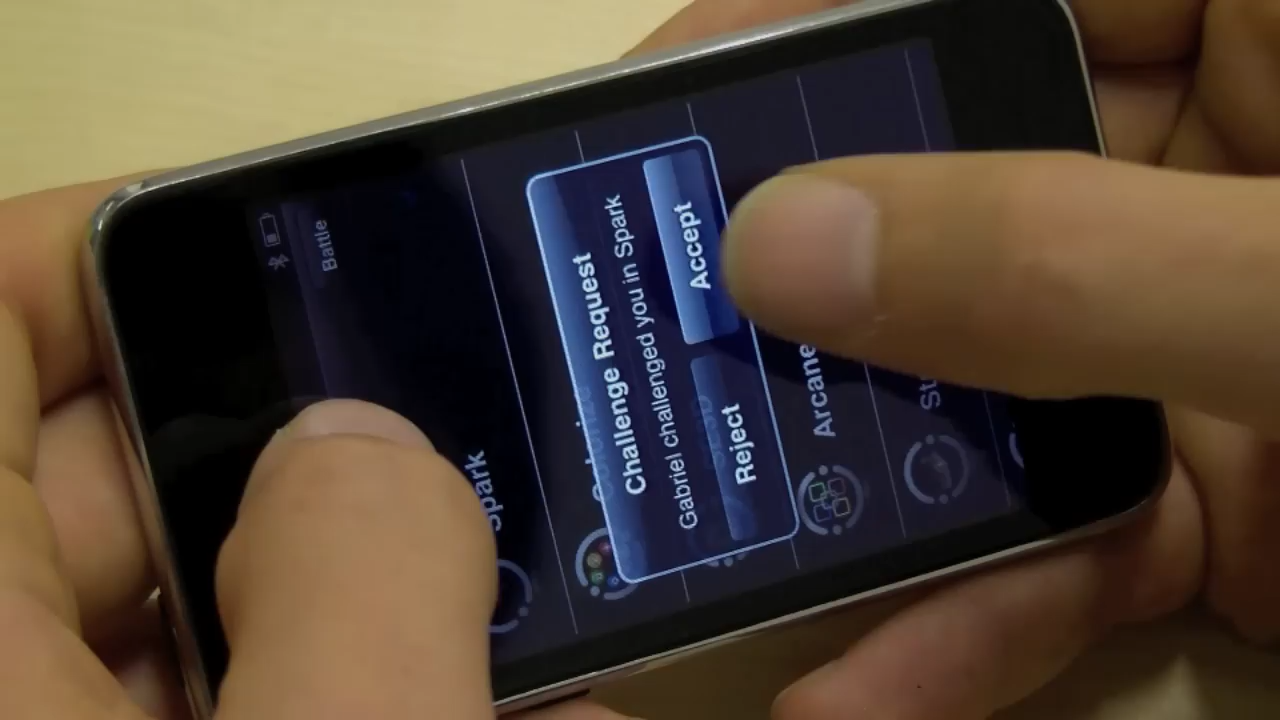 Battle
Spark
Challenge Request
Gabriel challenged you in Spark
Reject
Accept
Arcane